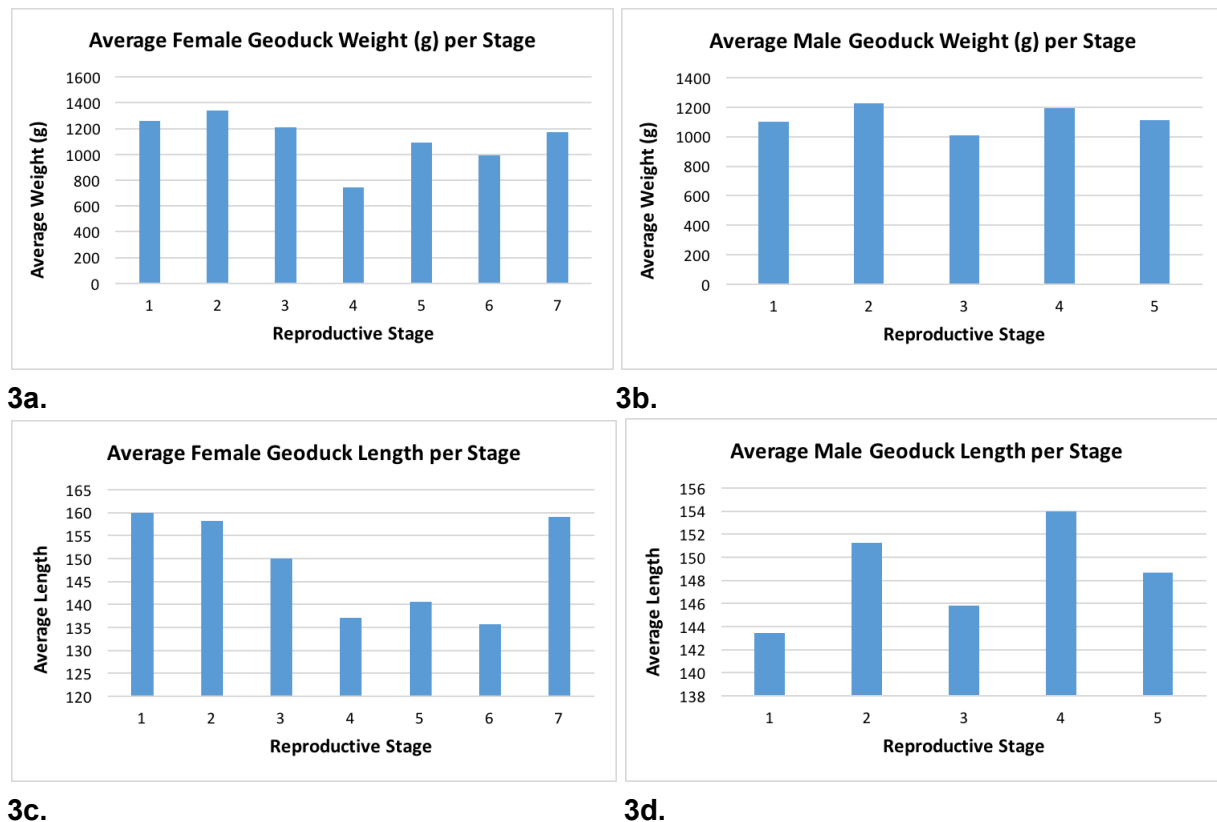 Average Female Geoduck Weight (g) per Stage
Average Weight (g)
1600
1400
1200
1000
800
600
400
200
0
1 2 3 4 5 6 7
Reproductive Stage
3a.
Average Male Geoduck Weight (g) per Stage
Average Weight (g)
1400
1200
1000
800
600
400
200
0
1 2 3 4 5
Reproductive Stage
3b.
Average Female Geoduck Length per Stage
Average Length
165
160
155
150
145
140
135
130
125
120
1 2 3 4 5 6 7
Reproductive Stage
3c.
Average Male Geoduck Length per Stage
Average Length
156
154
152
150
148
146
144
142
140
138
1 2 3 4 5
Reproductive Stage
3d.